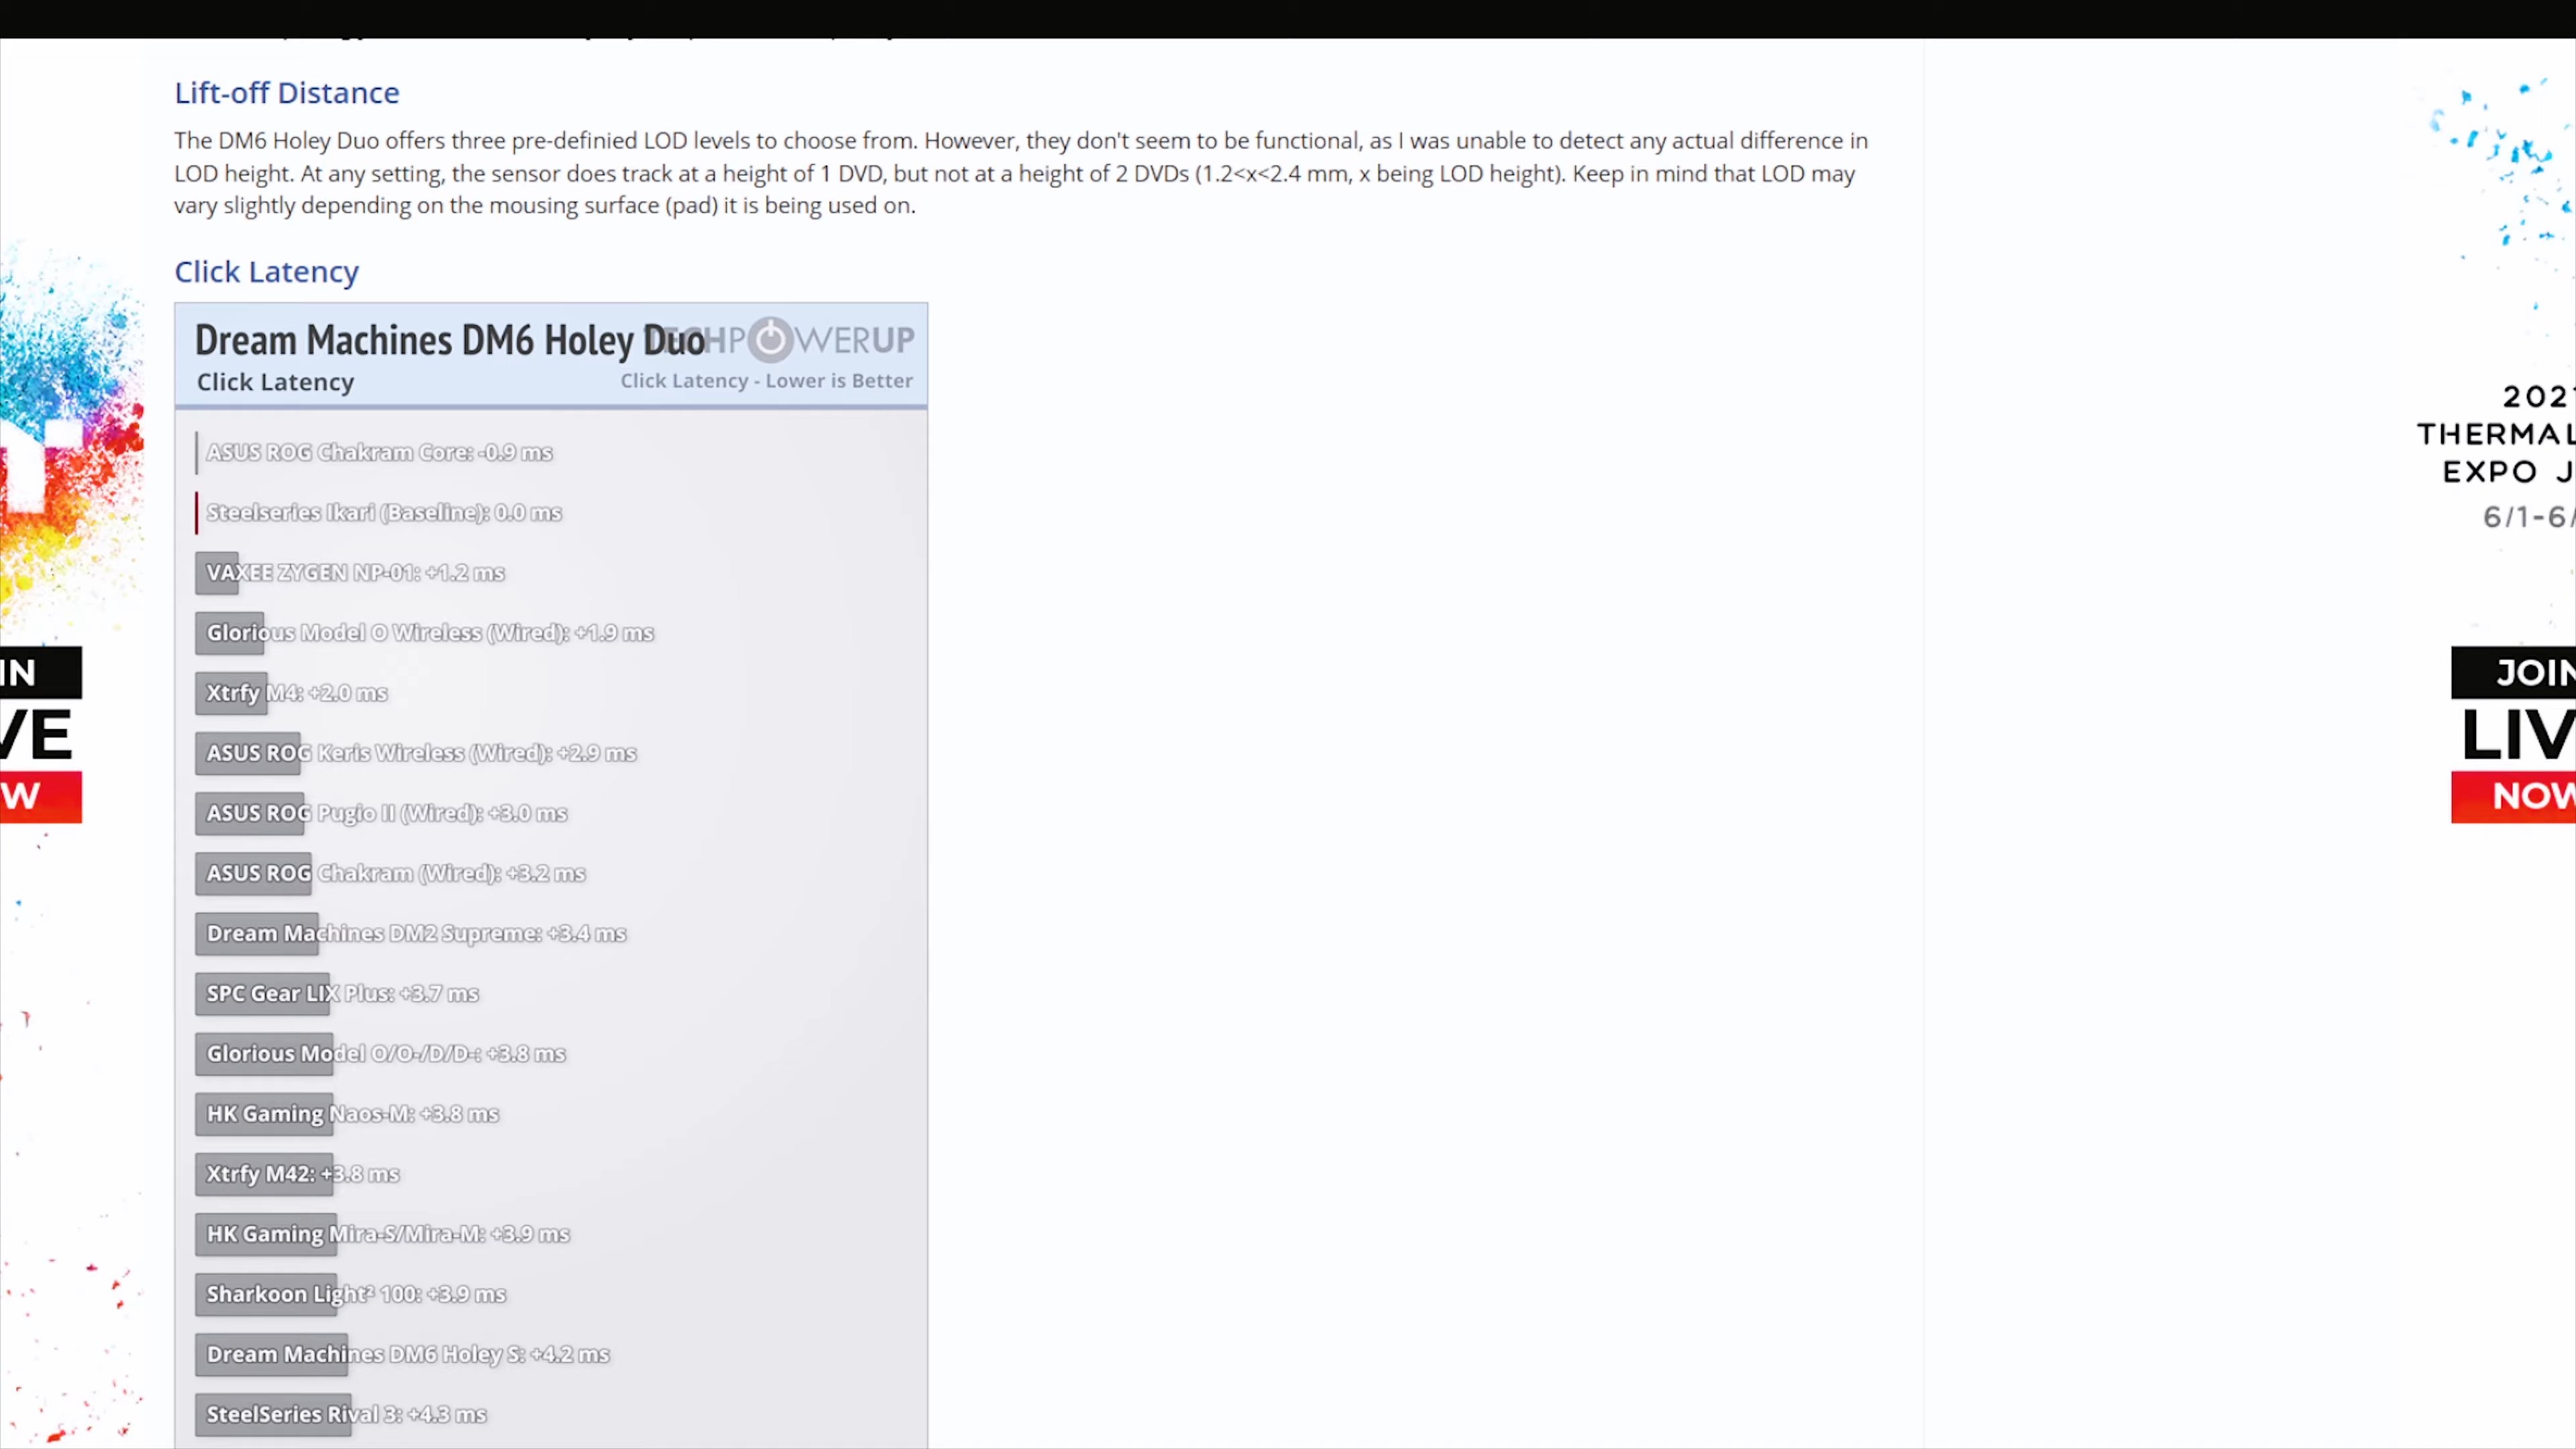 Lift-off Distance
The DM6 Holey Duo offers three pre-definied LOD levels to choose from. However, they don't seem to be functional, as I was unable to detect any actual difference in
LOD height. At any setting, the sensor does track at a height of 1 DVD, but not at a height of 2 DVDs (1.2<x<2.4 mm, x being LOD height). Keep in mind that LOD may
vary slightly depending on the mousing surface (pad) it is being used on.
Click Latency
Dream Machines DM6 Holey Duo
TECHPOWERUP
Click Latency
Click Latency - Lower is Better
ASUS ROG Chakram Core: -0.9 ms
Steelseries Ikari (Baseline): 0.0 ms
VAXEE ZYGEN NP-01: +1.2 ms
Glorious Model O Wireless (Wired): +1.9 ms
Xtrfy M4: +2.0 ms
ASUS ROG Keris Wireless (Wired): +2.9 ms
ASUS ROG Pugio II (Wired): +3.0 ms
ASUS ROG Chakram (Wired): +3.2 ms
Dream Machines DM2 Supreme: +3.4 ms
SPC Gear LIX Plus: +3.7 ms
Glorious Model O/O-/D/D-: +3.8 ms
HK Gaming Naos-M: +3.8 ms
Xtrfy M42: +3.8 ms
HK Gaming Mira-S/Mira-M: +3.9 ms
Sharkoon Light² 100: +3.9 ms
Dream Machines DM6 Holey S: +4.2 ms
SteelSeries Rival 3: +4.3 ms
IN
VE
W
202
THERMAL
EXPO J
6/1-6/
JOIN
LIV
NOW